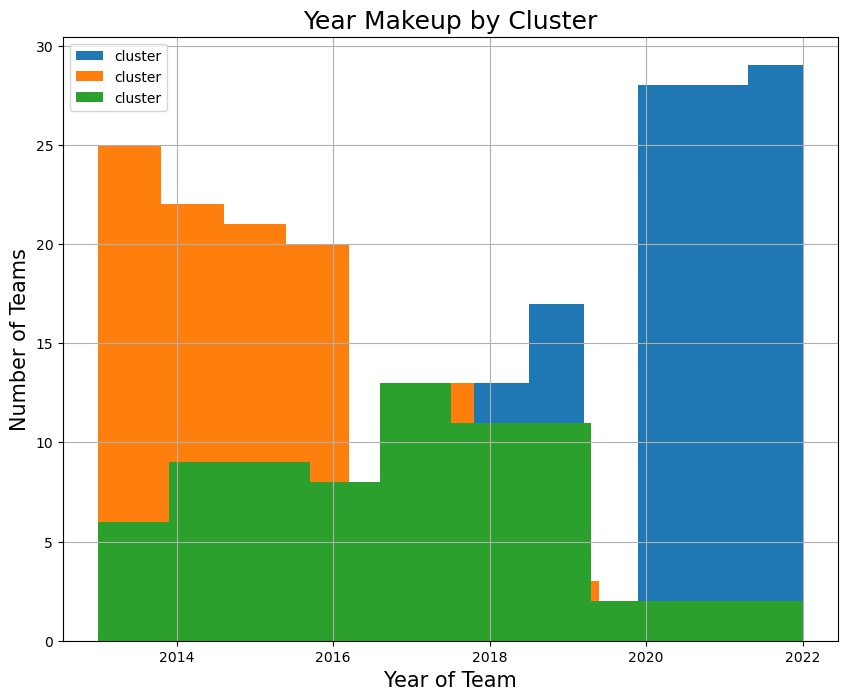 Year Makeup by Cluster
cluster
cluster
cluster
Number of Teams
30
25
20
15
10
5
0
2014
2016
2018
2020
2022
Year of Team